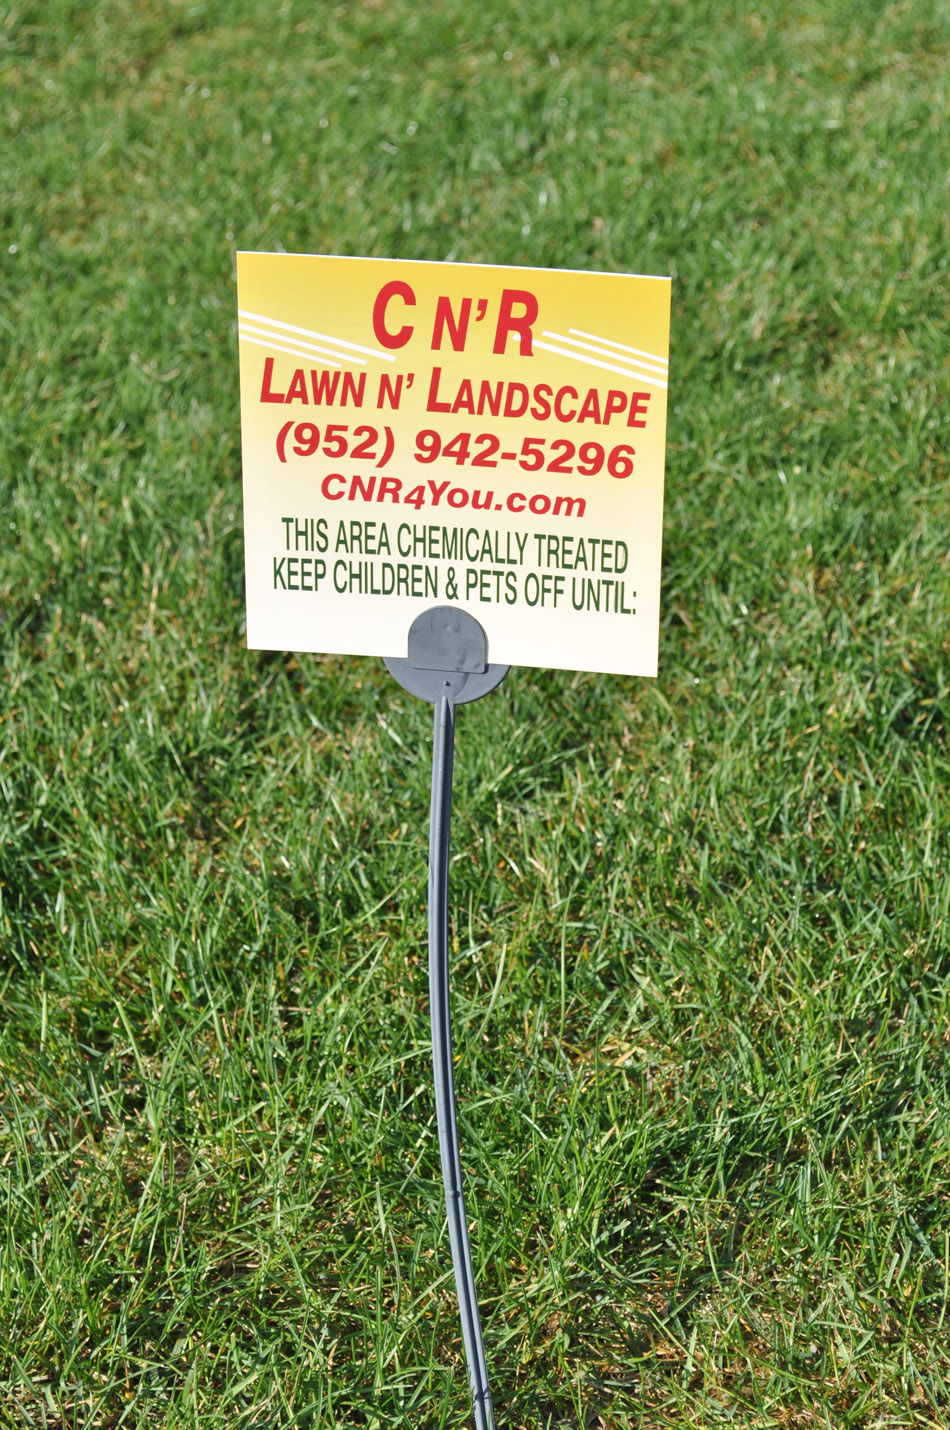 C N' R
LAWN N' LANDSCAPE
(952) 942-5296
CNR4YOU.COM
THIS AREA CHEMICALLY TREATED
KEEP CHILDREN & PETS OFF UNTIL: